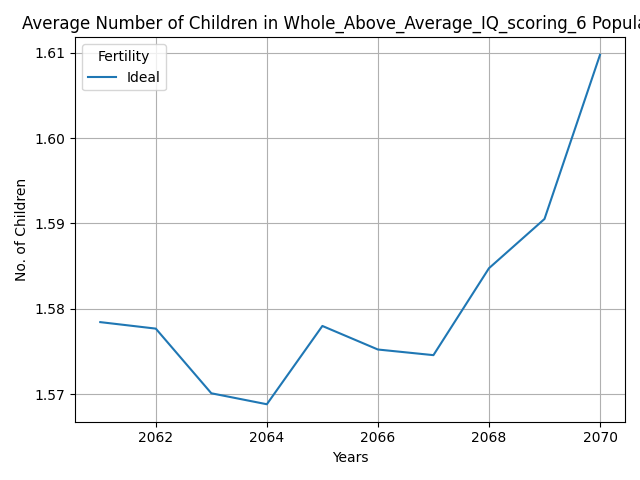 Average Number of Children in Whole_Above_Average_IQ_scoring_6 Popula
Fertility
Ideal
1.61
1.60
1.59
1.58
1.57
No. of Children
2062 2064 2066 2068 2070
Years